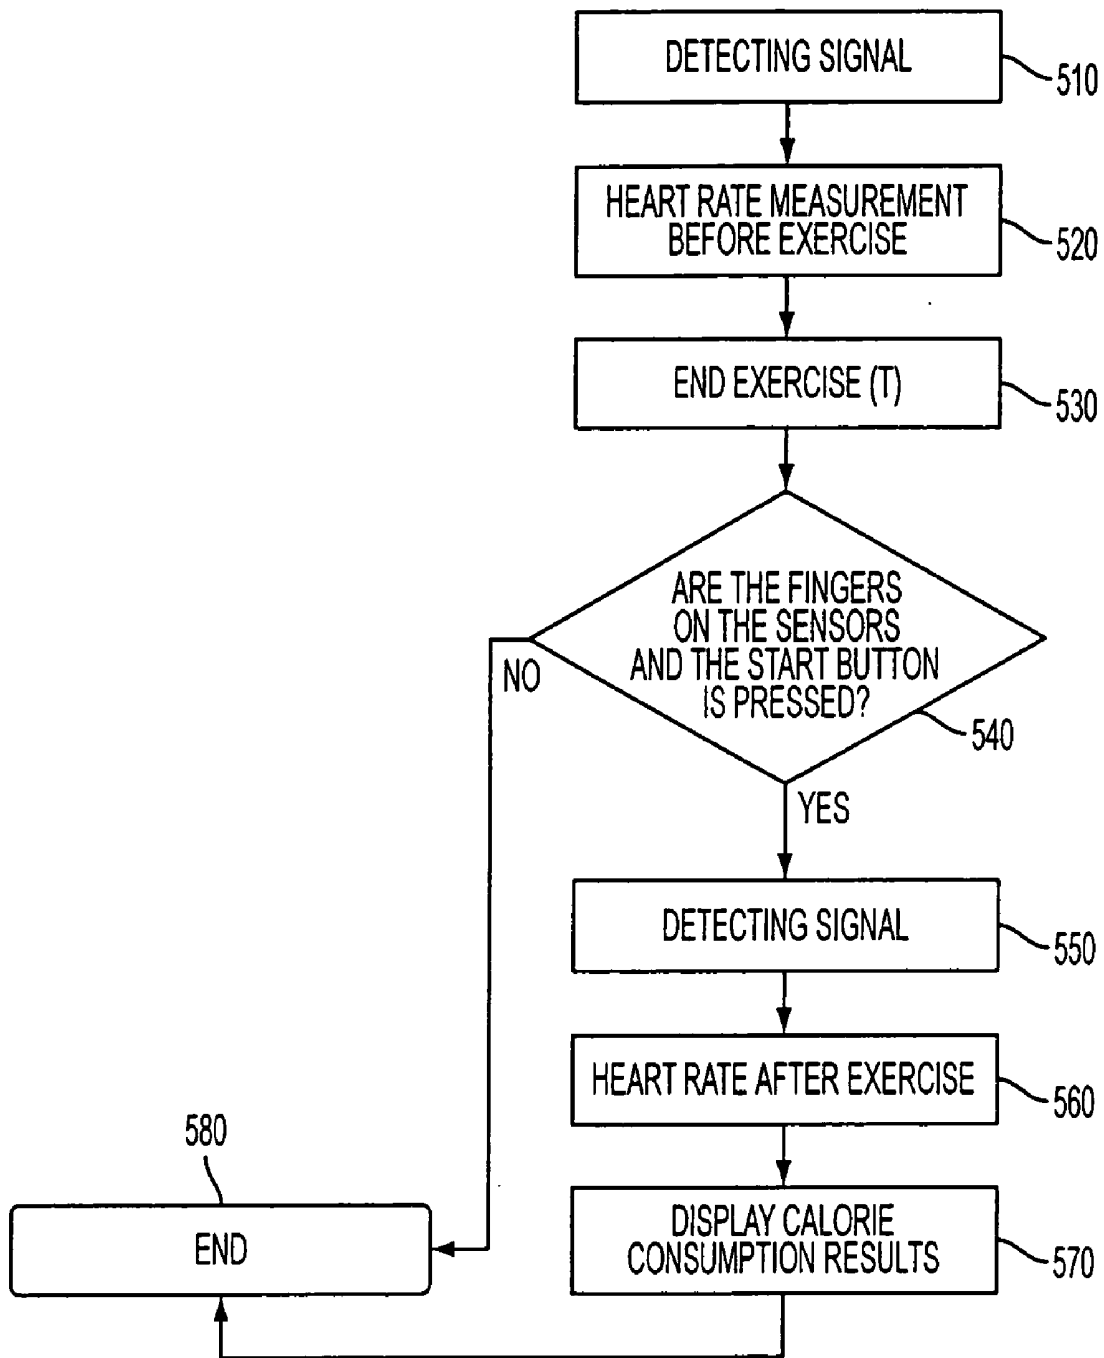 DETECTING SIGNAL
510
HEART RATE MEASUREMENT
BEFORE EXERCISE
520
END EXERCISE (T)
530
ARE THE FINGERS
ON THE SENSORS
AND THE START BUTTON
IS PRESSED?
NO
540
YES
DETECTING SIGNAL
550
HEART RATE AFTER EXERCISE
560
580
END
DISPLAY CALORIE
CONSUMPTION RESULTS
570